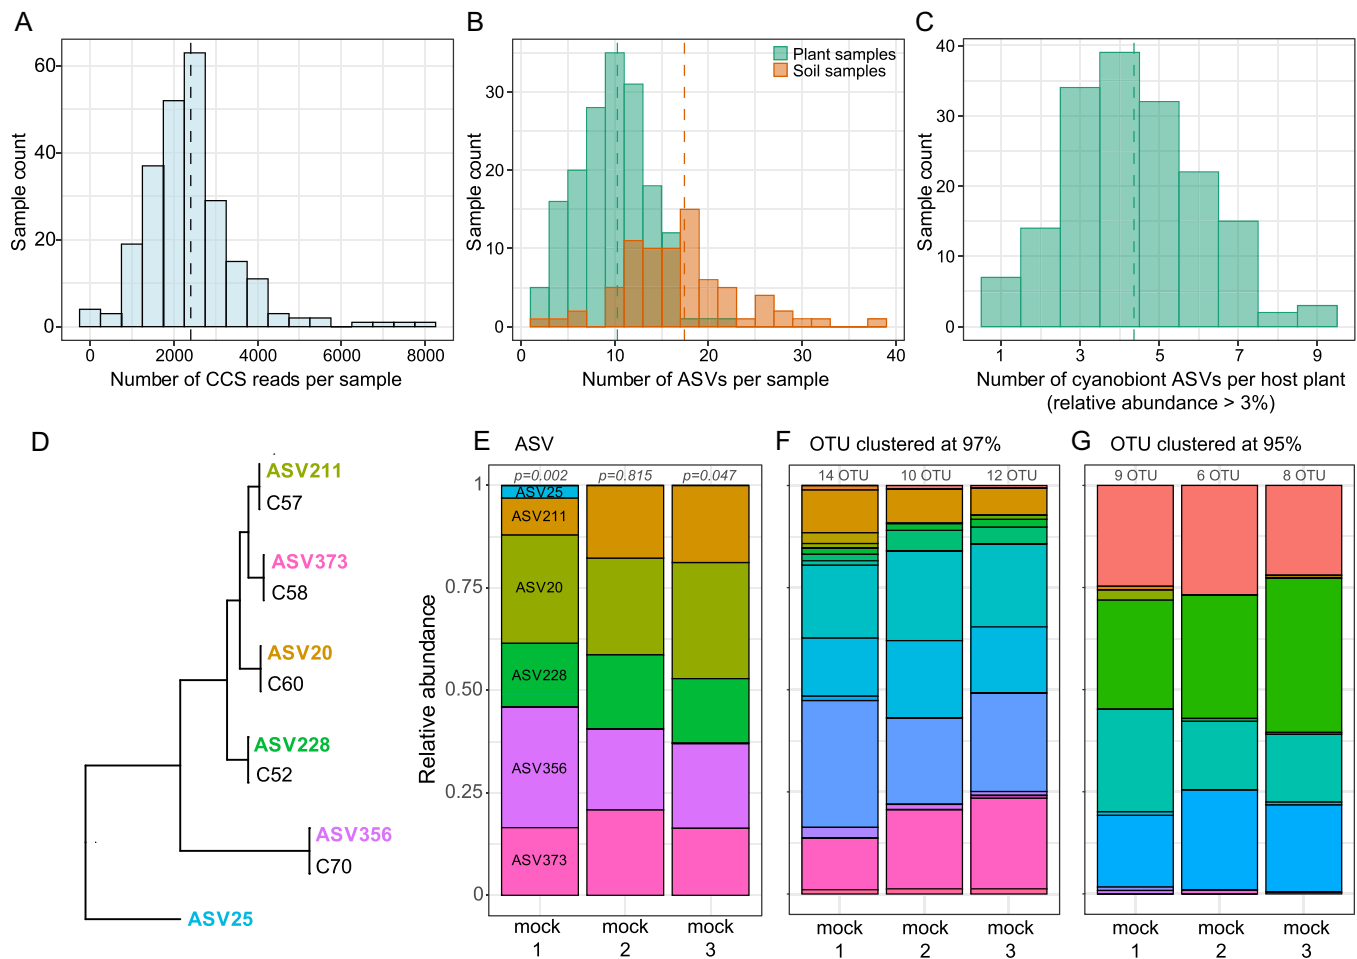 A
60
40
20
0
Sample count
0 2000 4000 6000 8000
Number of CCS reads per sample
B
Plant samples
Soil samples
30
20
10
0
Sample count
0 10 20 30 40
Number of ASVs per sample
C
40
30
20
10
0
Sample count
1 3 5 7 9
Number of cyanobiont ASVs per host plant
(relative abundance > 3%)
D
ASV211
C57
ASV373
C58
ASV20
C60
ASV228
C52
ASV356
C70
ASV25
E ASV
p=0.002 p=0.815 p=0.047
1
0.75
0.50
0.25
0
Relative abundance
ASV25
ASV211
ASV20
ASV228
ASV356
ASV373
mock mock mock
1 2 3
F OTU clustered at 97%
14 OTU 10 OTU 12 OTU
mock mock mock
1 2 3
G OTU clustered at 95%
9 OTU 6 OTU 8 OTU
mock mock mock
1 2 3